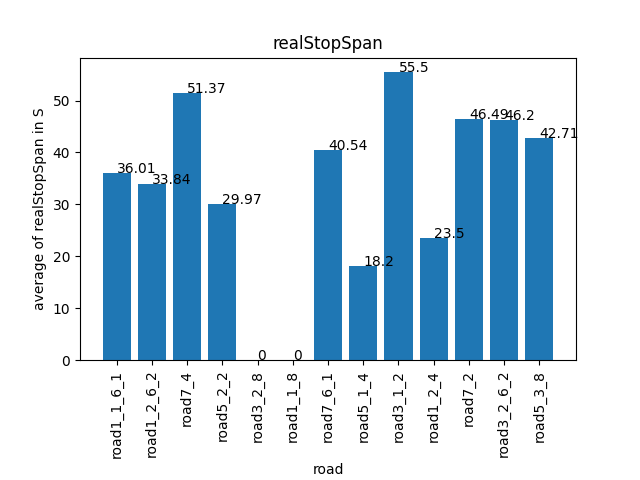 realStopSpan
average of realStopSpan in S
50
40
30
20
10
0
36.01
33.84
51.37
29.97
0
0
40.54
18.2
55.5
23.5
46.49
46.2
42.71
road1_1_6_1
road1_2_6_2
road7_4
road5_2_2
road3_2_8
road1_1_8
road7_6_1
road5_1_4
road3_1_2
road1_2_4
road7_2
road3_2_6_2
road5_3_8
road